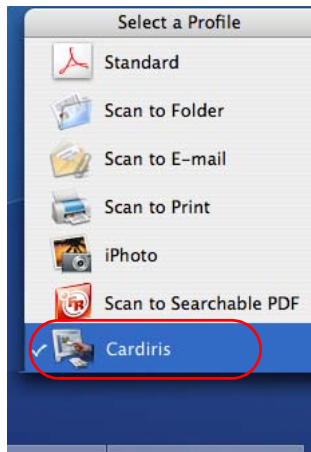 Select a Profile
Standard
Scan to Folder
Scan to E-mail
Scan to Print
iPhoto
Scan to Searchable PDF
Cardiris